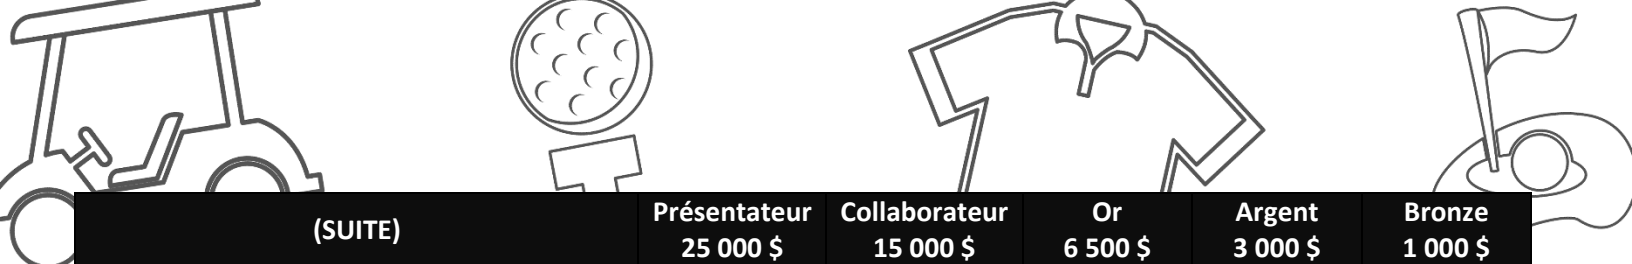 (SUITE)
Présentateur Collaborateur Or Argent Bronze
25 000 $ 15 000 $ 6 500 $ 3 000 $ 1 000 $